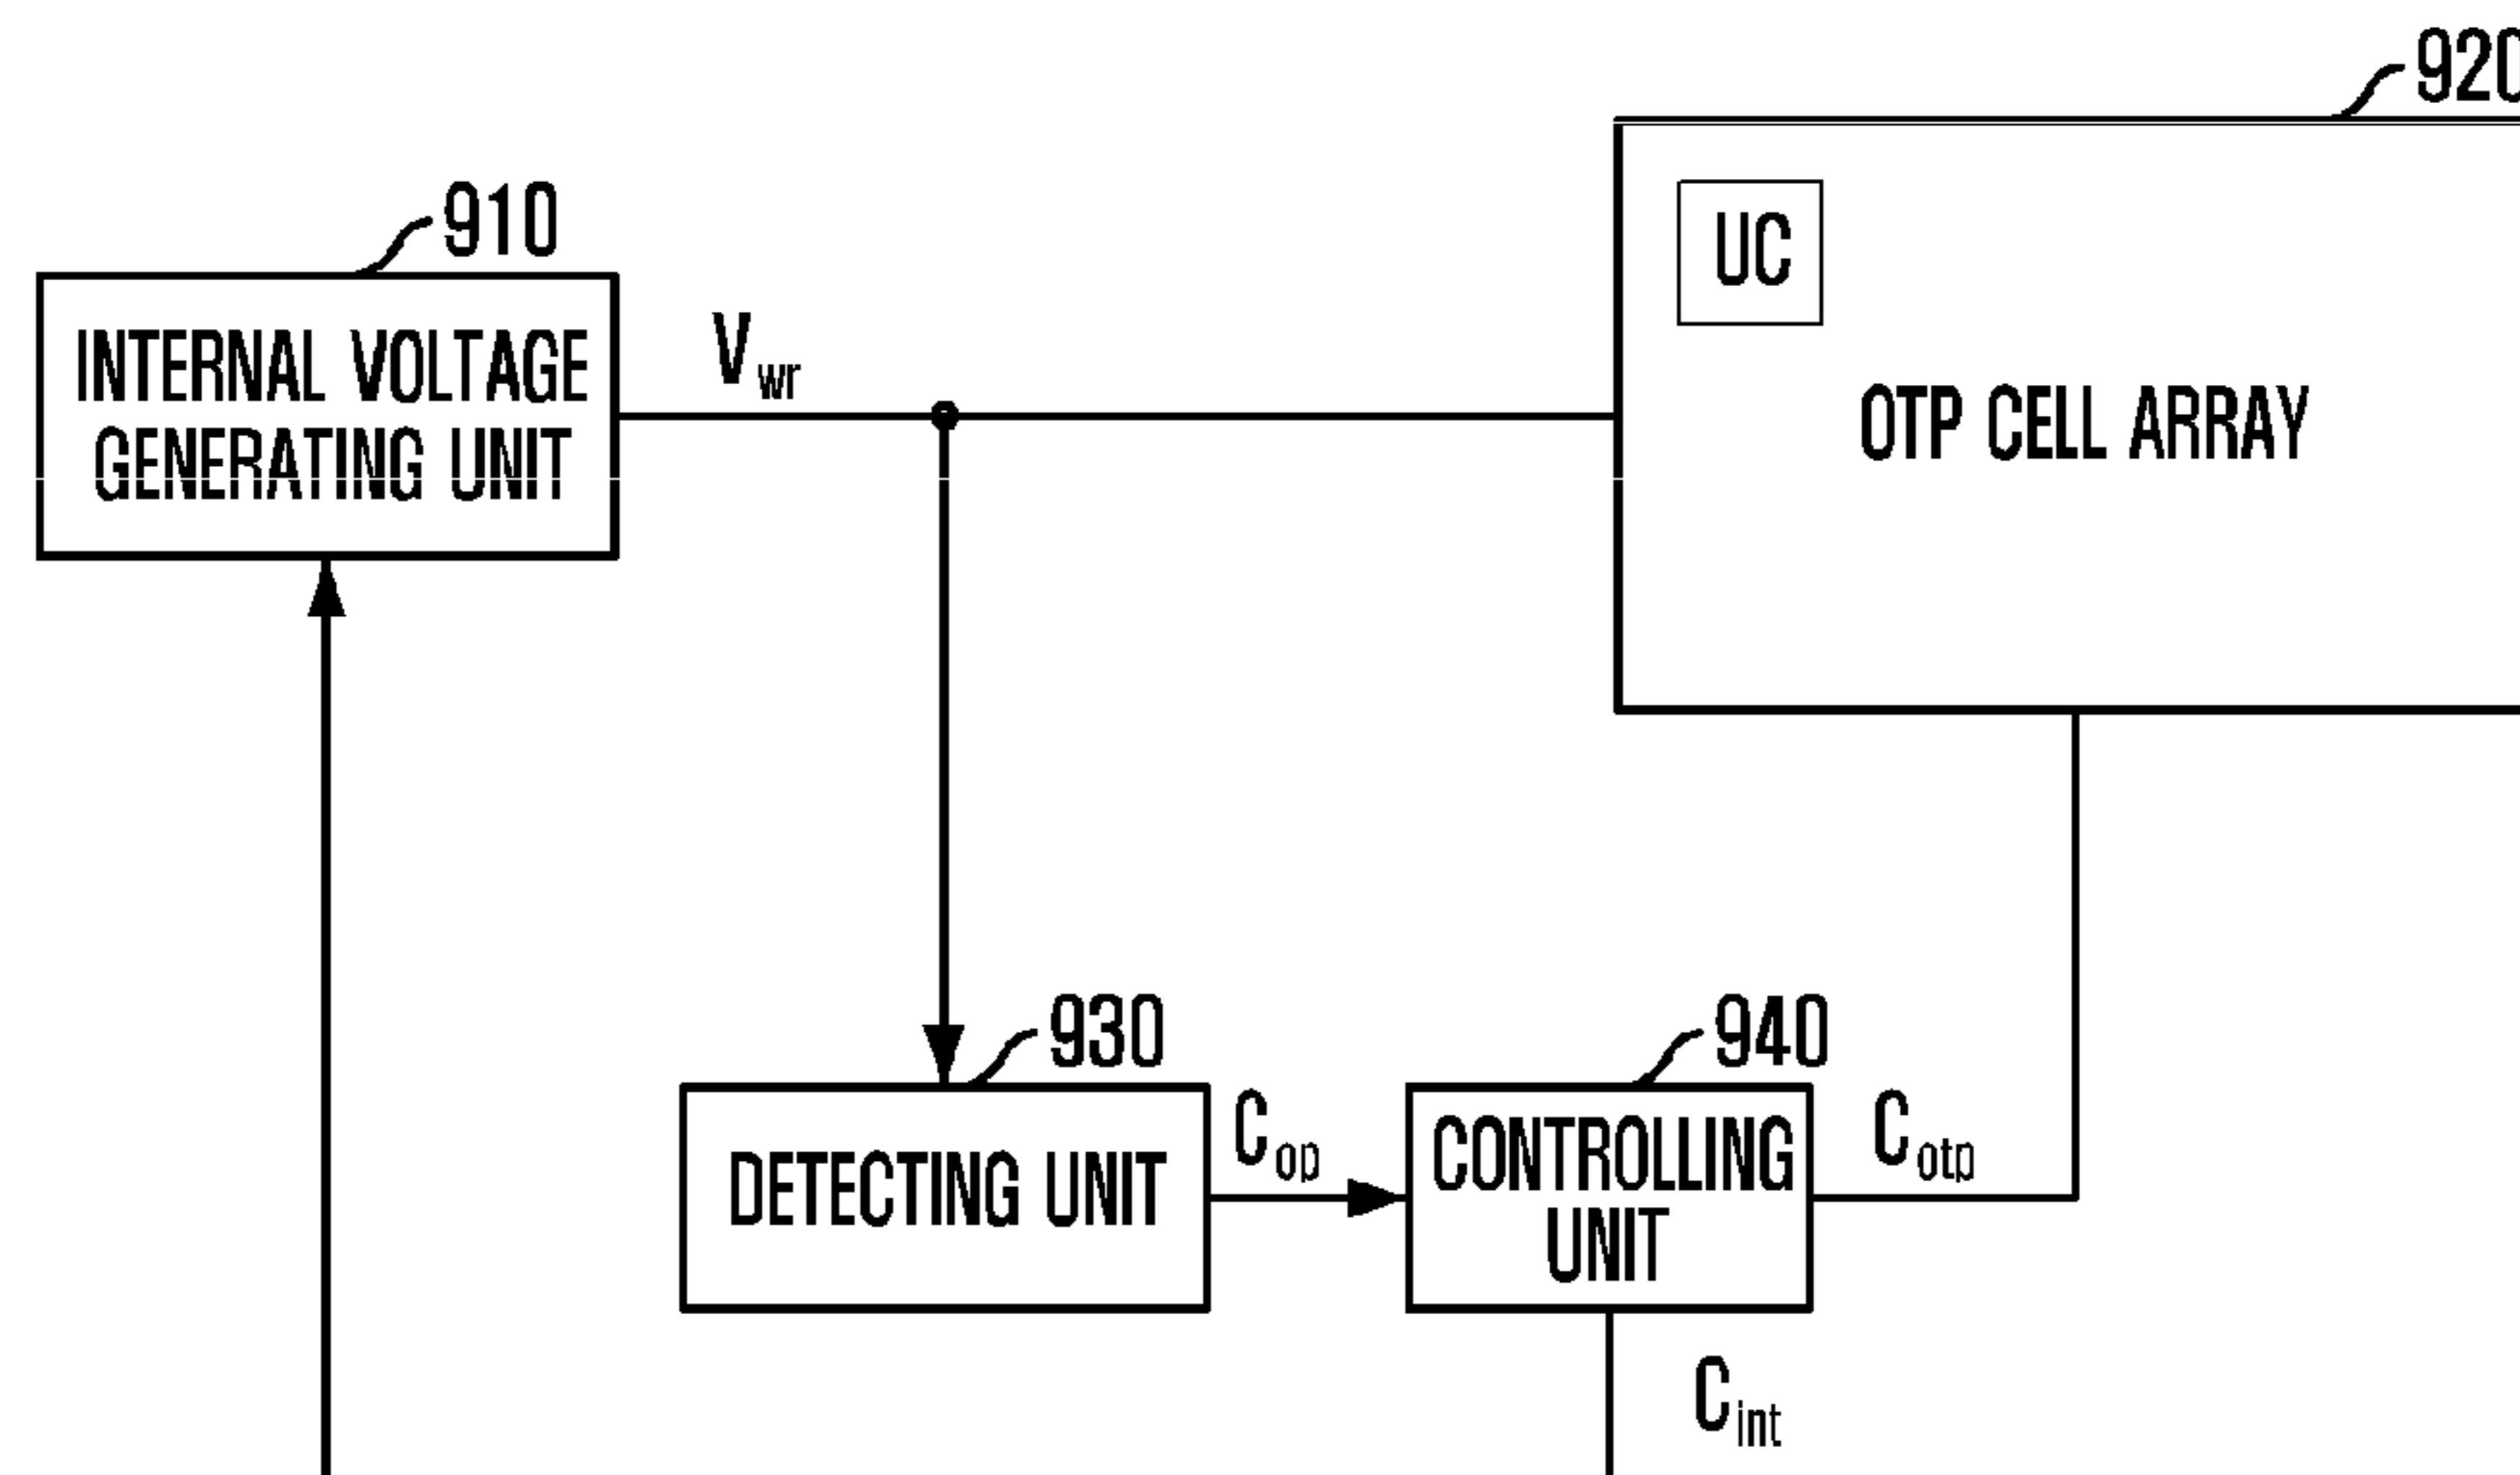 920
910
UC
INTERNAL VOLTAGE
GENERATING UNIT
Vwr
OTP CELL ARRAY
930
940
DETECTING UNIT
Cop
CONTROLLING
UNIT
Cotp
Cint